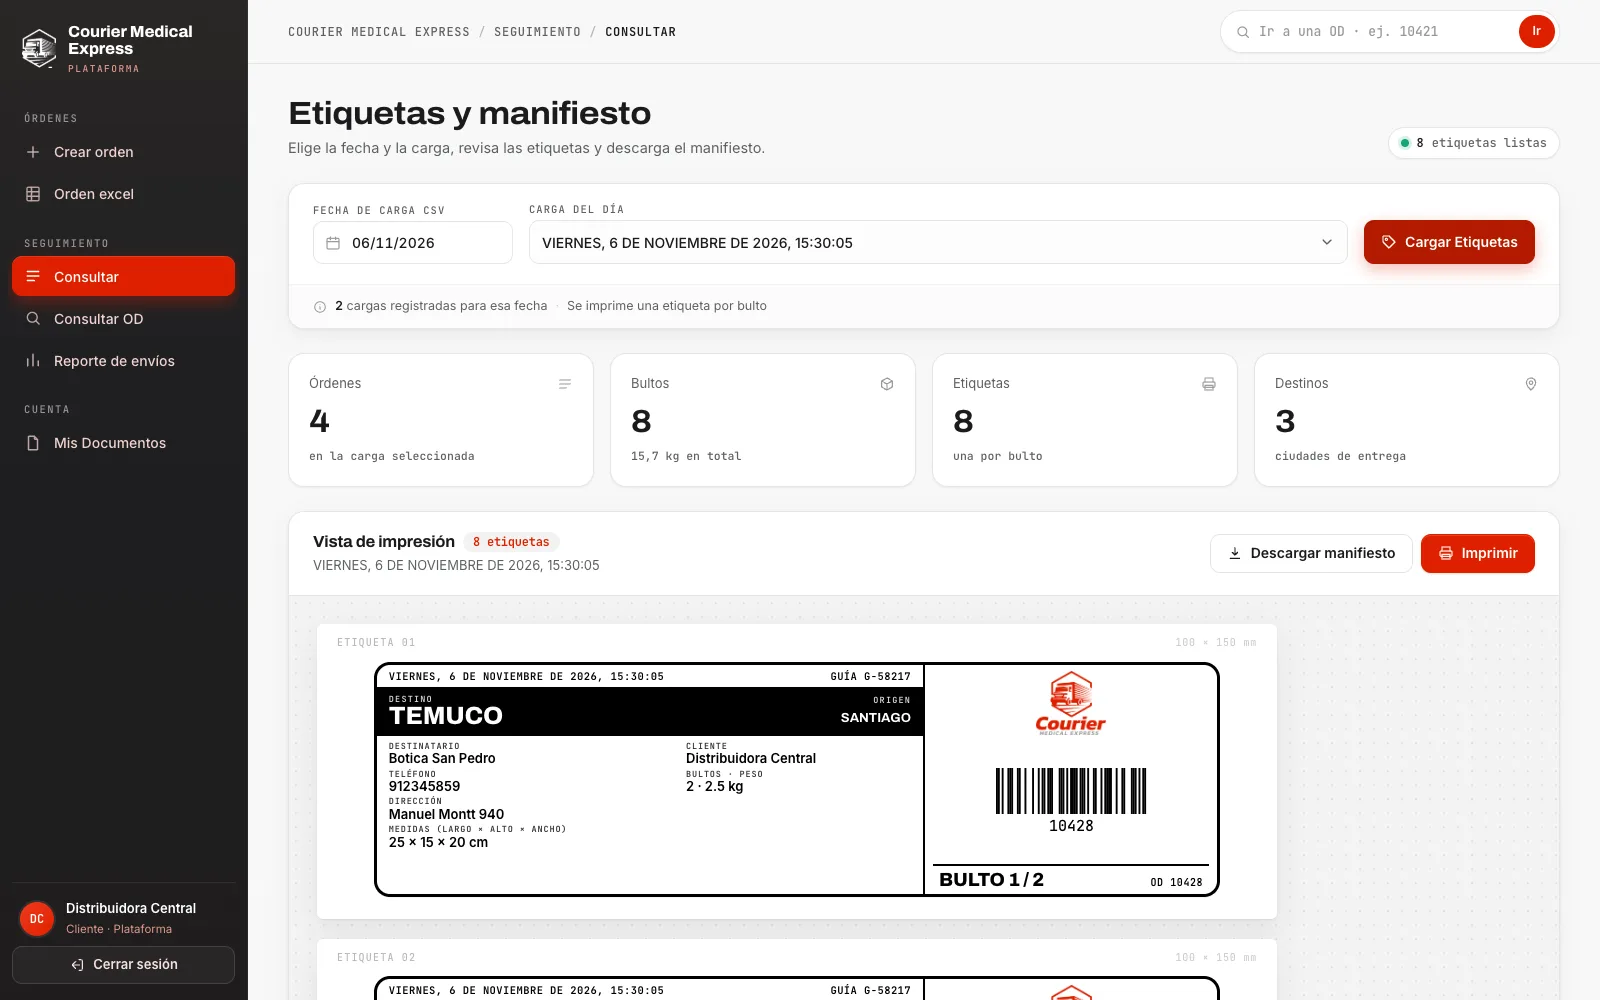 Courier Medical
Express
PLATAFORMA
ÓRDENES
Crear orden
Orden excel
SEGUIMIENTO
Consultar
Consultar OD
Reporte de envíos
CUENTA
Mis Documentos
DC
Distribuidora Central
Cliente · Plataforma
Cerrar sesión
COURIER MEDICAL EXPRESS / SEGUIMIENTO / CONSULTAR
Ir a una OD · ej. 10421
Ir
Etiquetas y manifiesto
Elige la fecha y la carga, revisa las etiquetas y descarga el manifiesto.
8 etiquetas listas
FECHA DE CARGA CSV
06/11/2026
CARGA DEL DÍA
VIERNES, 6 DE NOVIEMBRE DE 2026, 15:30:05
Cargar Etiquetas
2 cargas registradas para esa fecha · Se imprime una etiqueta por bulto
Órdenes
4
en la carga seleccionada
Bultos
8
15,7 kg en total
Etiquetas
8
una por bulto
Destinos
3
ciudades de entrega
Vista de impresión
8 etiquetas
VIERNES, 6 DE NOVIEMBRE DE 2026, 15:30:05
Descargar manifiesto
Imprimir
ETIQUETA 01
100 × 150 mm
VIERNES, 6 DE NOVIEMBRE DE 2026, 15:30:05
GUÍA G-58217
DESTINO
TEMUCO
ORIGEN
SANTIAGO
DESTINATARIO
Botica San Pedro
TELÉFONO
912345859
DIRECCIÓN
Manuel Montt 940
MEDIDAS (LARGO × ALTO × ANCHO)
25 × 15 × 20 cm
CLIENTE
Distribuidora Central
BULTOS · PESO
2 · 2.5 kg
Courier
MEDICAL EXPRESS
10428
BULTO 1 / 2
OD 10428
ETIQUETA 02
100 × 150 mm
VIERNES, 6 DE NOVIEMBRE DE 2026, 15:30:05
GUÍA G-58217